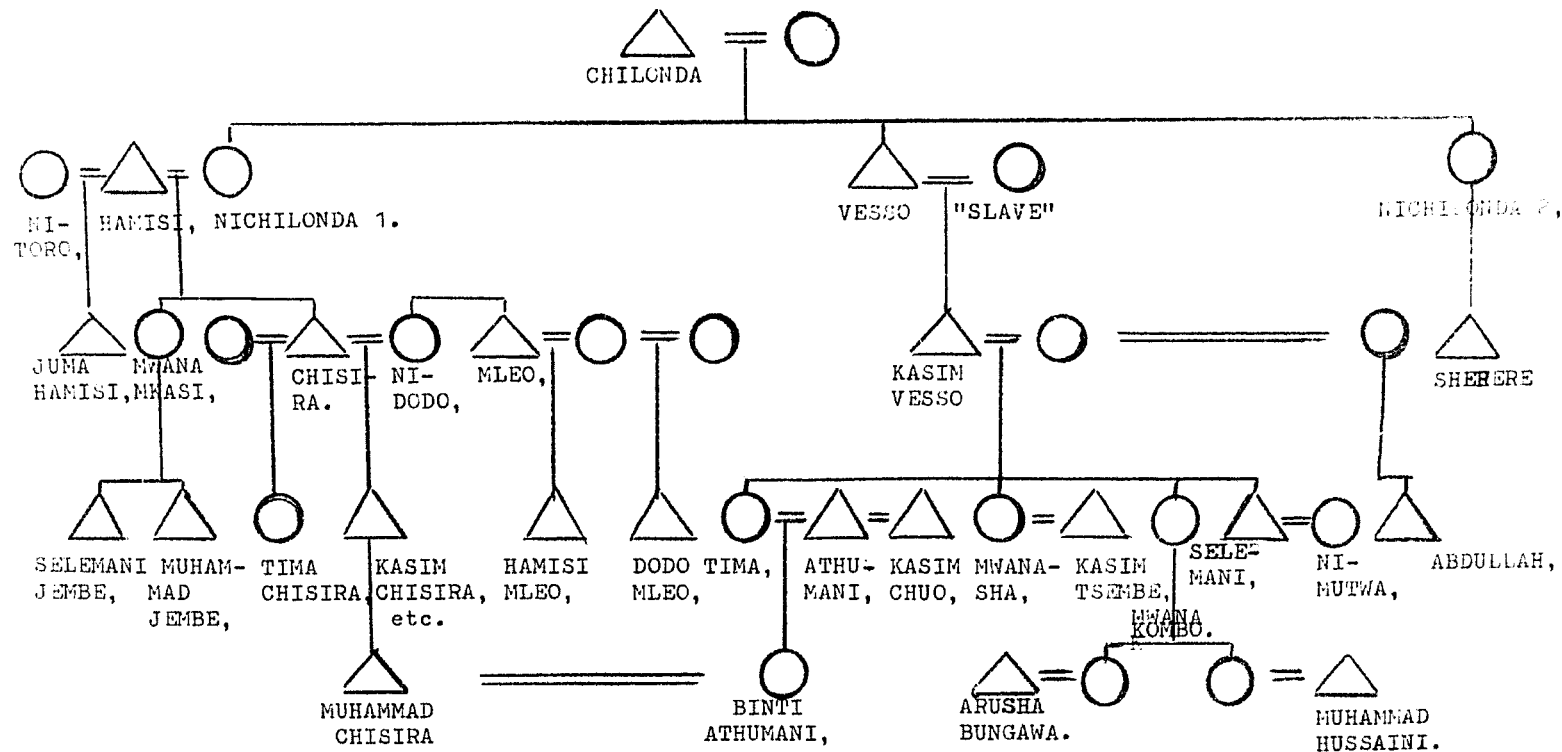 CHILONDA
NI-
TORO,
HAMISI,
NICHILONDA 1.
VESSO
"SLAVE"
NICHILONDA 2,
JUMA
HAMISI,
MWANA
MKASI,
CHISI-
RA.
NI-
DODO,
MLEO,
KASIM
VESSO
SHEHERE
SELEMANI
JEMBE,
MUHAM-
MAD
JEMBE,
TIMA
CHISIRA,
KASIM
CHISIRA,
etc.
HAMISI
MLEO,
DODO
MLEO,
TIMA,
ATHU-
MANI,
KASIM
CHUO,
MWANA-
SHA,
KASIM
TSEMBE,
MWANA
KOMBO.
SELE-
MANI,
NI-
MUTWA,
ABDULLAH,
MUHAMMAD
CHISIRA
BINTI
ATHUMANI,
ARUSHA
BUNGAWA.
MUHAMMAD
HUSSAINI.